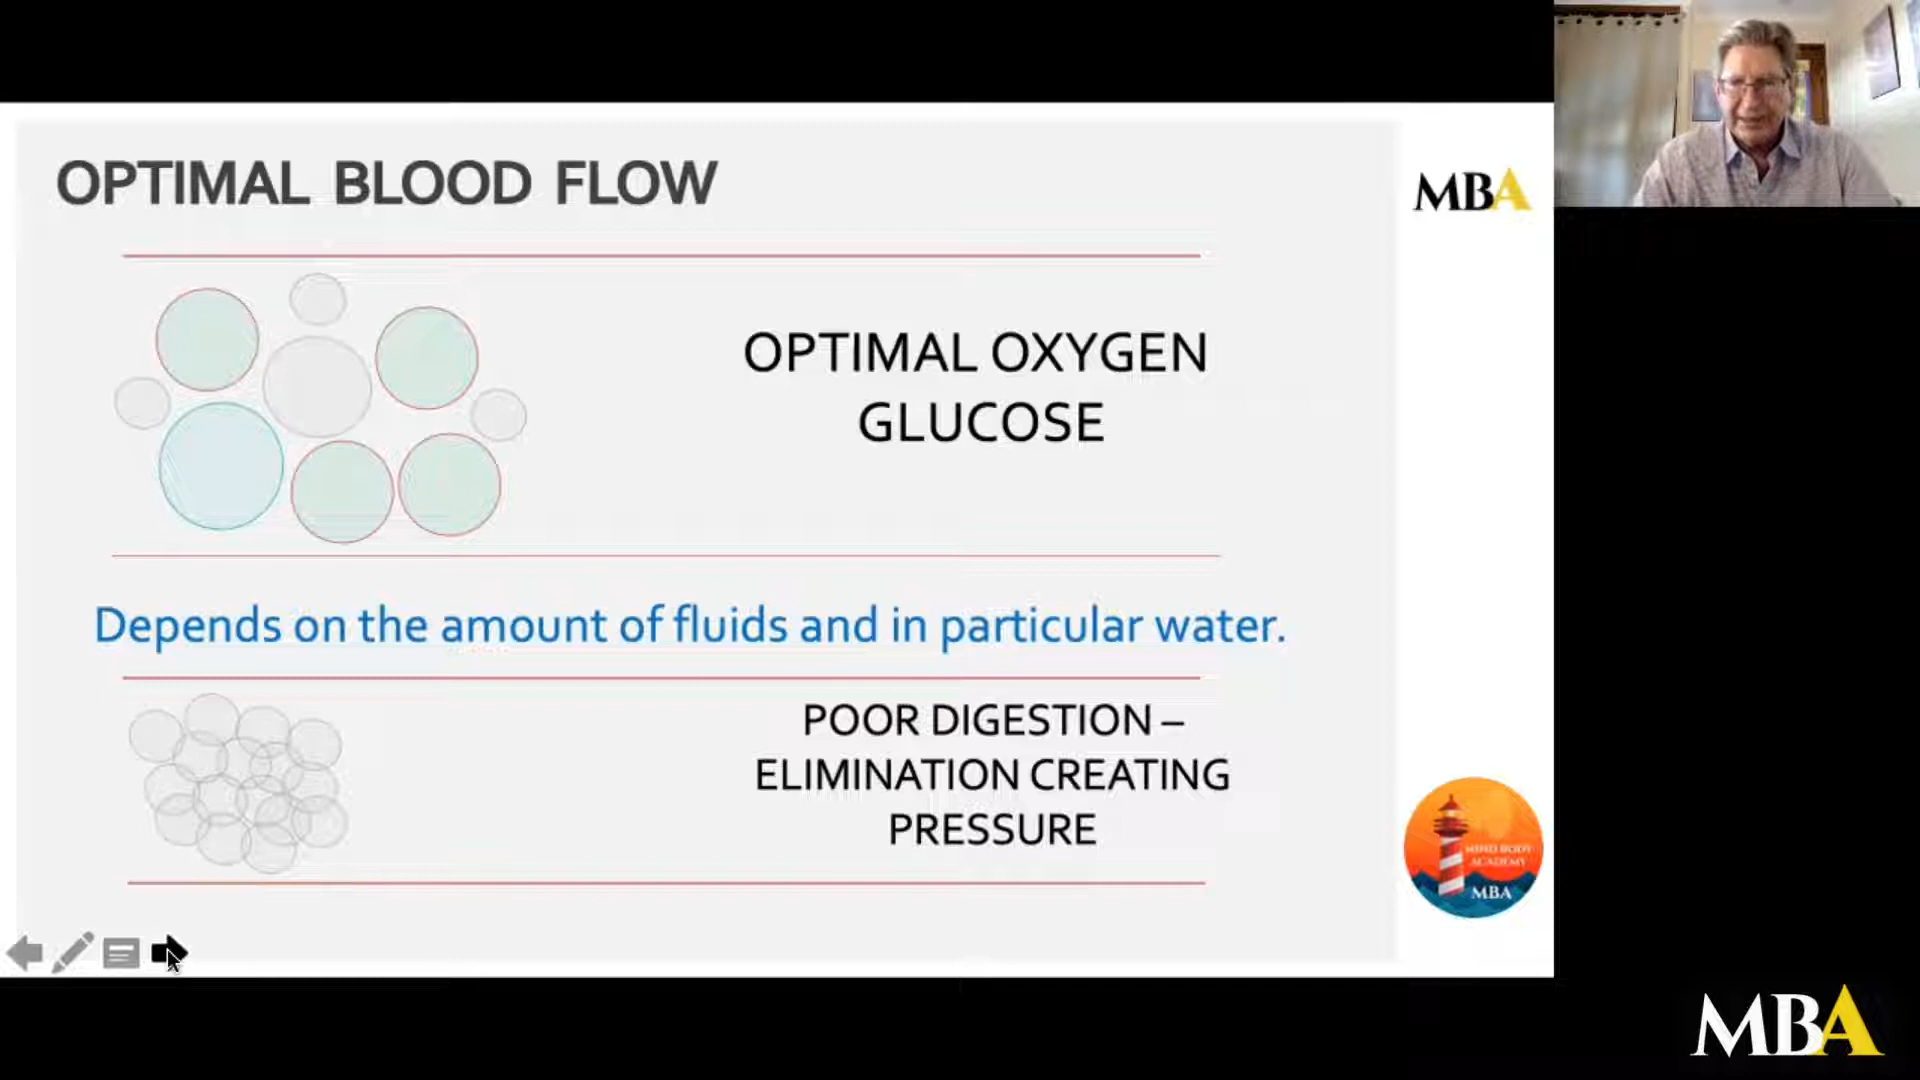 OPTIMAL BLOOD FLOW
MBA
OPTIMAL OXYGEN
GLUCOSE
Depends on the amount of fluids and in particular water.
POOR DIGESTION –
ELIMINATION CREATING
PRESSURE
MIND BODY
ACADEMY
MBA
MBA